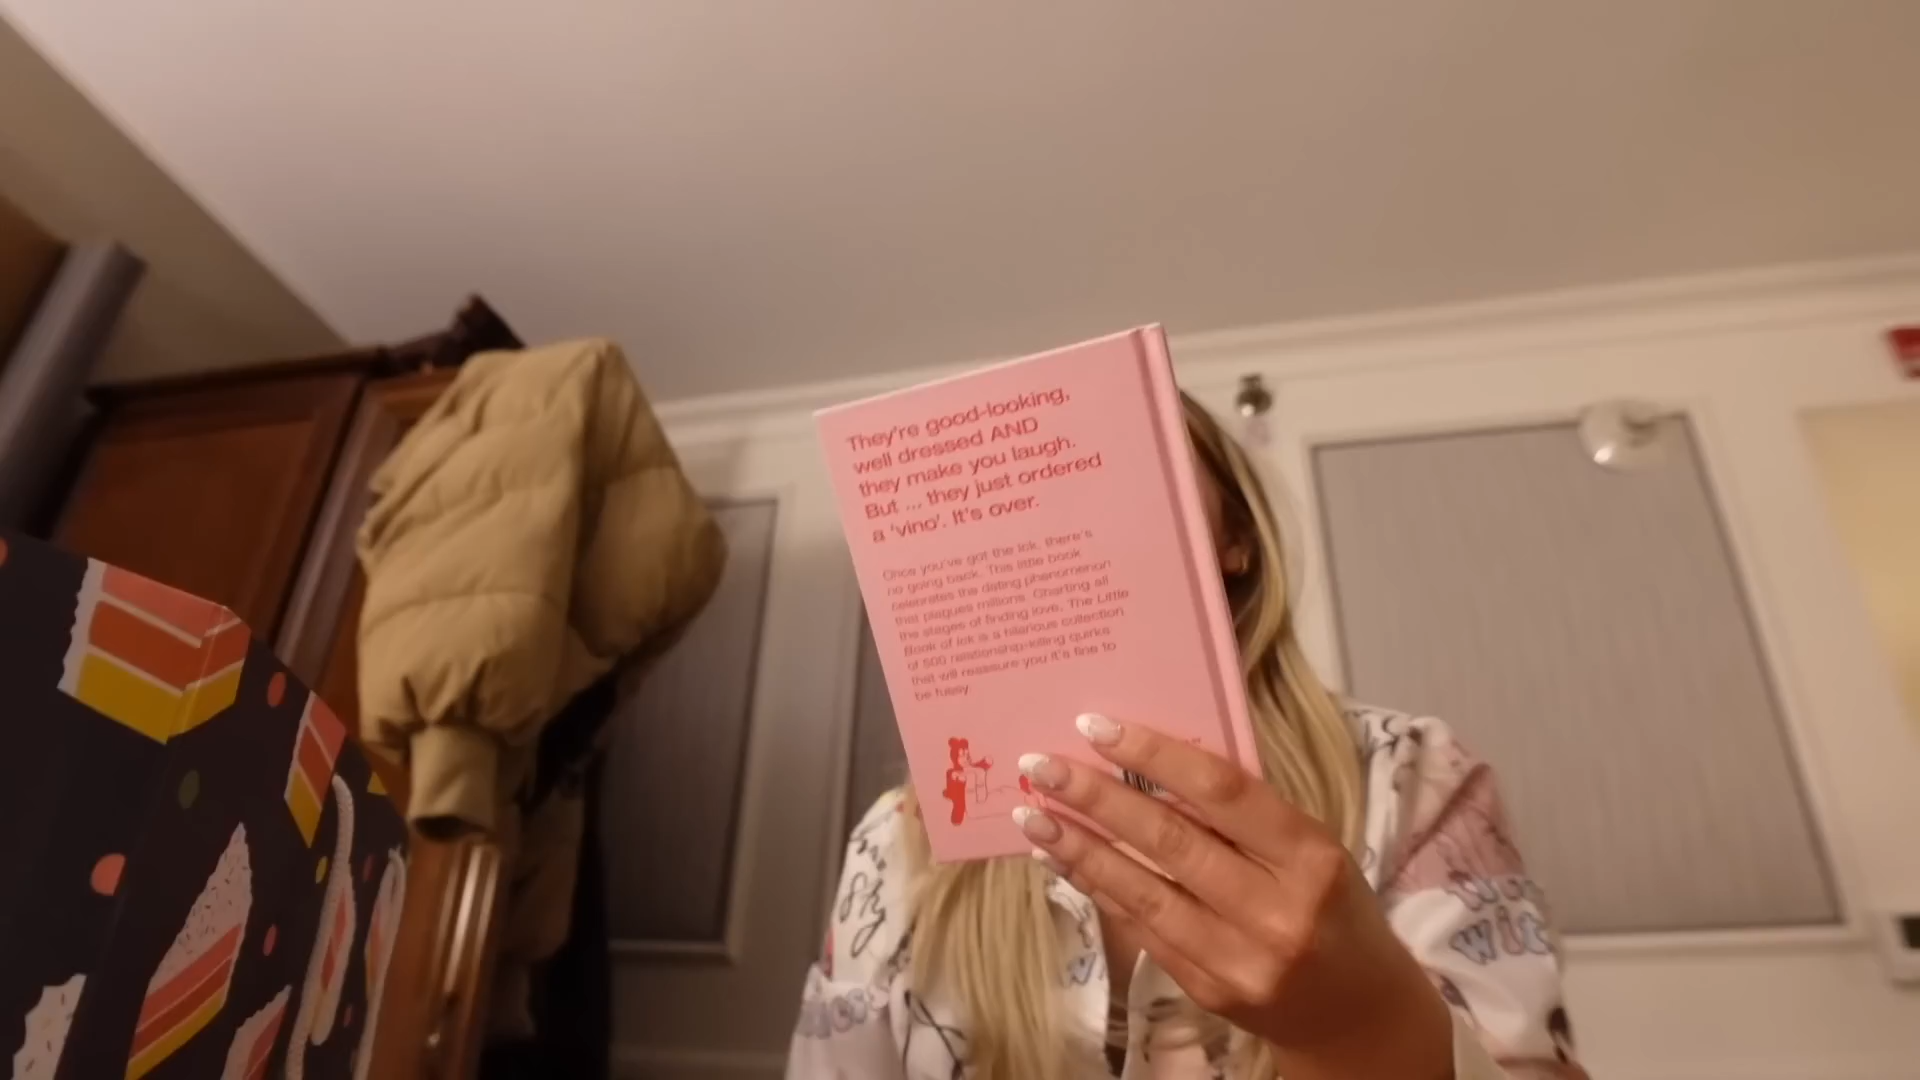 They're good-looking,
well dressed AND
they make you laugh.
But ... they just ordered
a 'vino'. It's over.
Once you've got the ick, there's
no going back. This little book
celebrates the dating phenomenon
that plagues millions. Charting all
the stages of finding love, The Little
Book of Ick is a hilarious collection
of 500 relationship-killing quirks
that will reassure you it's fine to
be fussy.